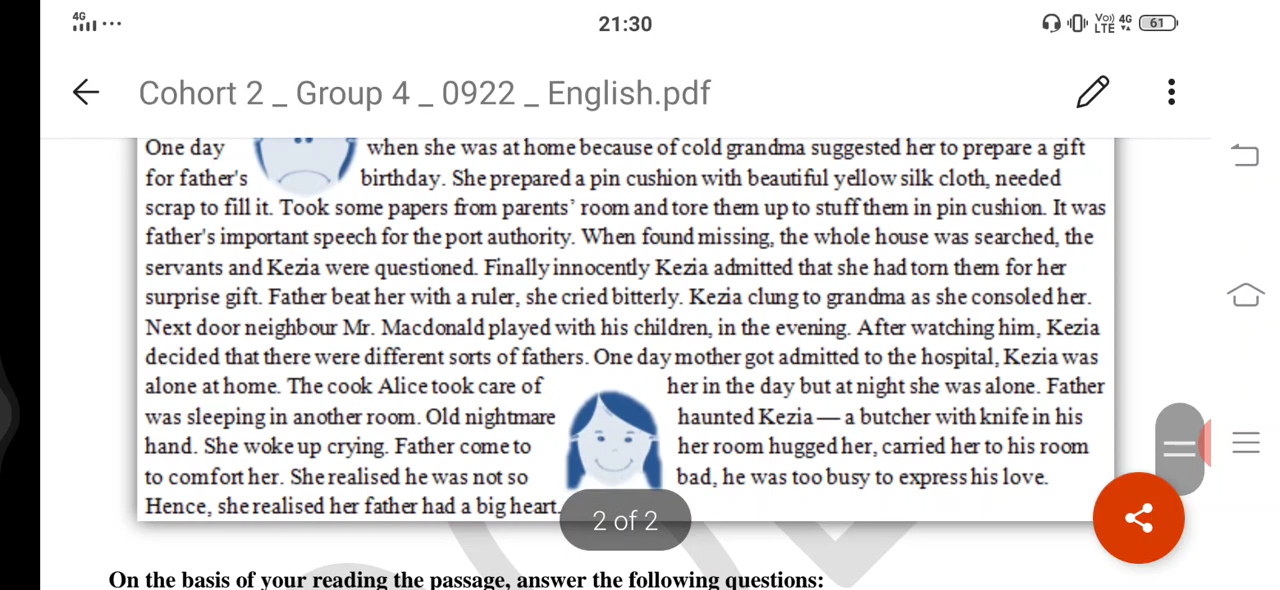 4G
21:30
Vo) 4G
LTE
61
Cohort 2 _ Group 4 _ 0922 _ English.pdf
One day when she was at home because of cold grandma suggested her to prepare a gift
for father's birthday. She prepared a pin cushion with beautiful yellow silk cloth, needed
scrap to fill it. Took some papers from parents' room and tore them up to stuff them in pin cushion. It was
father's important speech for the port authority. When found missing, the whole house was searched, the
servants and Kezia were questioned. Finally innocently Kezia admitted that she had torn them for her
surprise gift. Father beat her with a ruler, she cried bitterly. Kezia clung to grandma as she consoled her.
Next door neighbour Mr. Macdonald played with his children, in the evening. After watching him, Kezia
decided that there were different sorts of fathers. One day mother got admitted to the hospital, Kezia was
alone at home. The cook Alice took care of her in the day but at night she was alone. Father
was sleeping in another room. Old nightmare haunted Kezia — a butcher with knife in his
hand. She woke up crying. Father come to her room hugged her, carried her to his room
to comfort her. She realised he was not so bad, he was too busy to express his love.
Hence, she realised her father had a big heart.
2 of 2
On the basis of your reading the passage, answer the following questions: